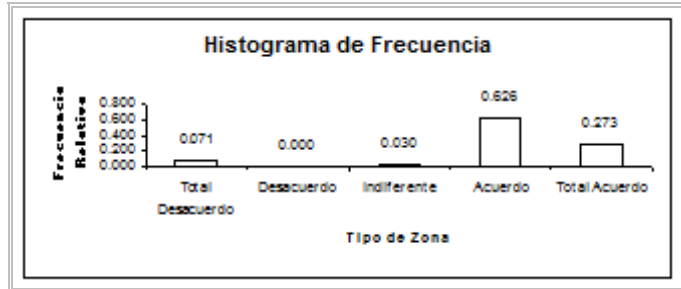 Histograma de Frecuencia
Frecuencia
Relativa
0.800
0.600
0.400
0.200
0.000
0.071
0.000
0.030
0.626
0.273
Total
Desacuerdo
Desacuerdo
Indiferente
Acuerdo
Total Acuerdo
Tipo de Zona